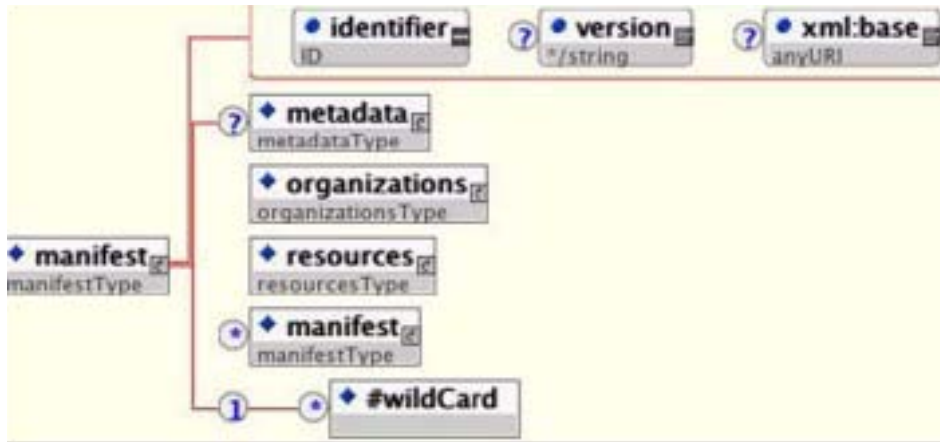 identifier ? version ? xml:base
ID */string anyURI
? metadata
metadataType
organizations
organizationsType
manifest
manifestType
resources
resourcesType
* manifest
manifestType
1 * #wildCard